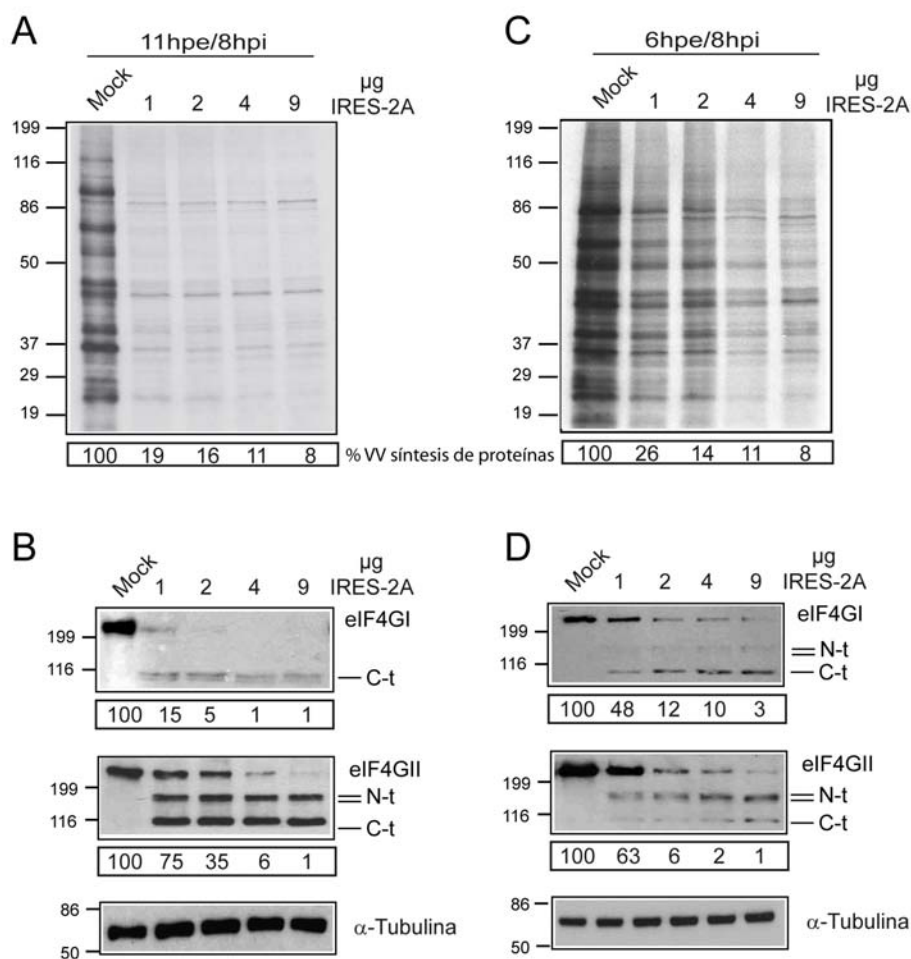 A
11hpe/8hpi
Mock 1 2 4 9 µg IRES-2A
199
116
86
50
37
29
19
100 19 16 11 8
% VV síntesis de proteínas
C
6hpe/8hpi
Mock 1 2 4 9 µg IRES-2A
199
116
86
50
37
29
19
100 26 14 11 8
B
Mock 1 2 4 9 µg IRES-2A
eIF4GI
199
116
C-t
100 15 5 1 1
eIF4GII
199
N-t
116
C-t
100 75 35 6 1
86
α-Tubulina
50
D
Mock 1 2 4 9 µg IRES-2A
eIF4GI
199
N-t
116
C-t
100 48 12 10 3
eIF4GII
199
N-t
116
C-t
100 63 6 2 1
86
α-Tubulina
50